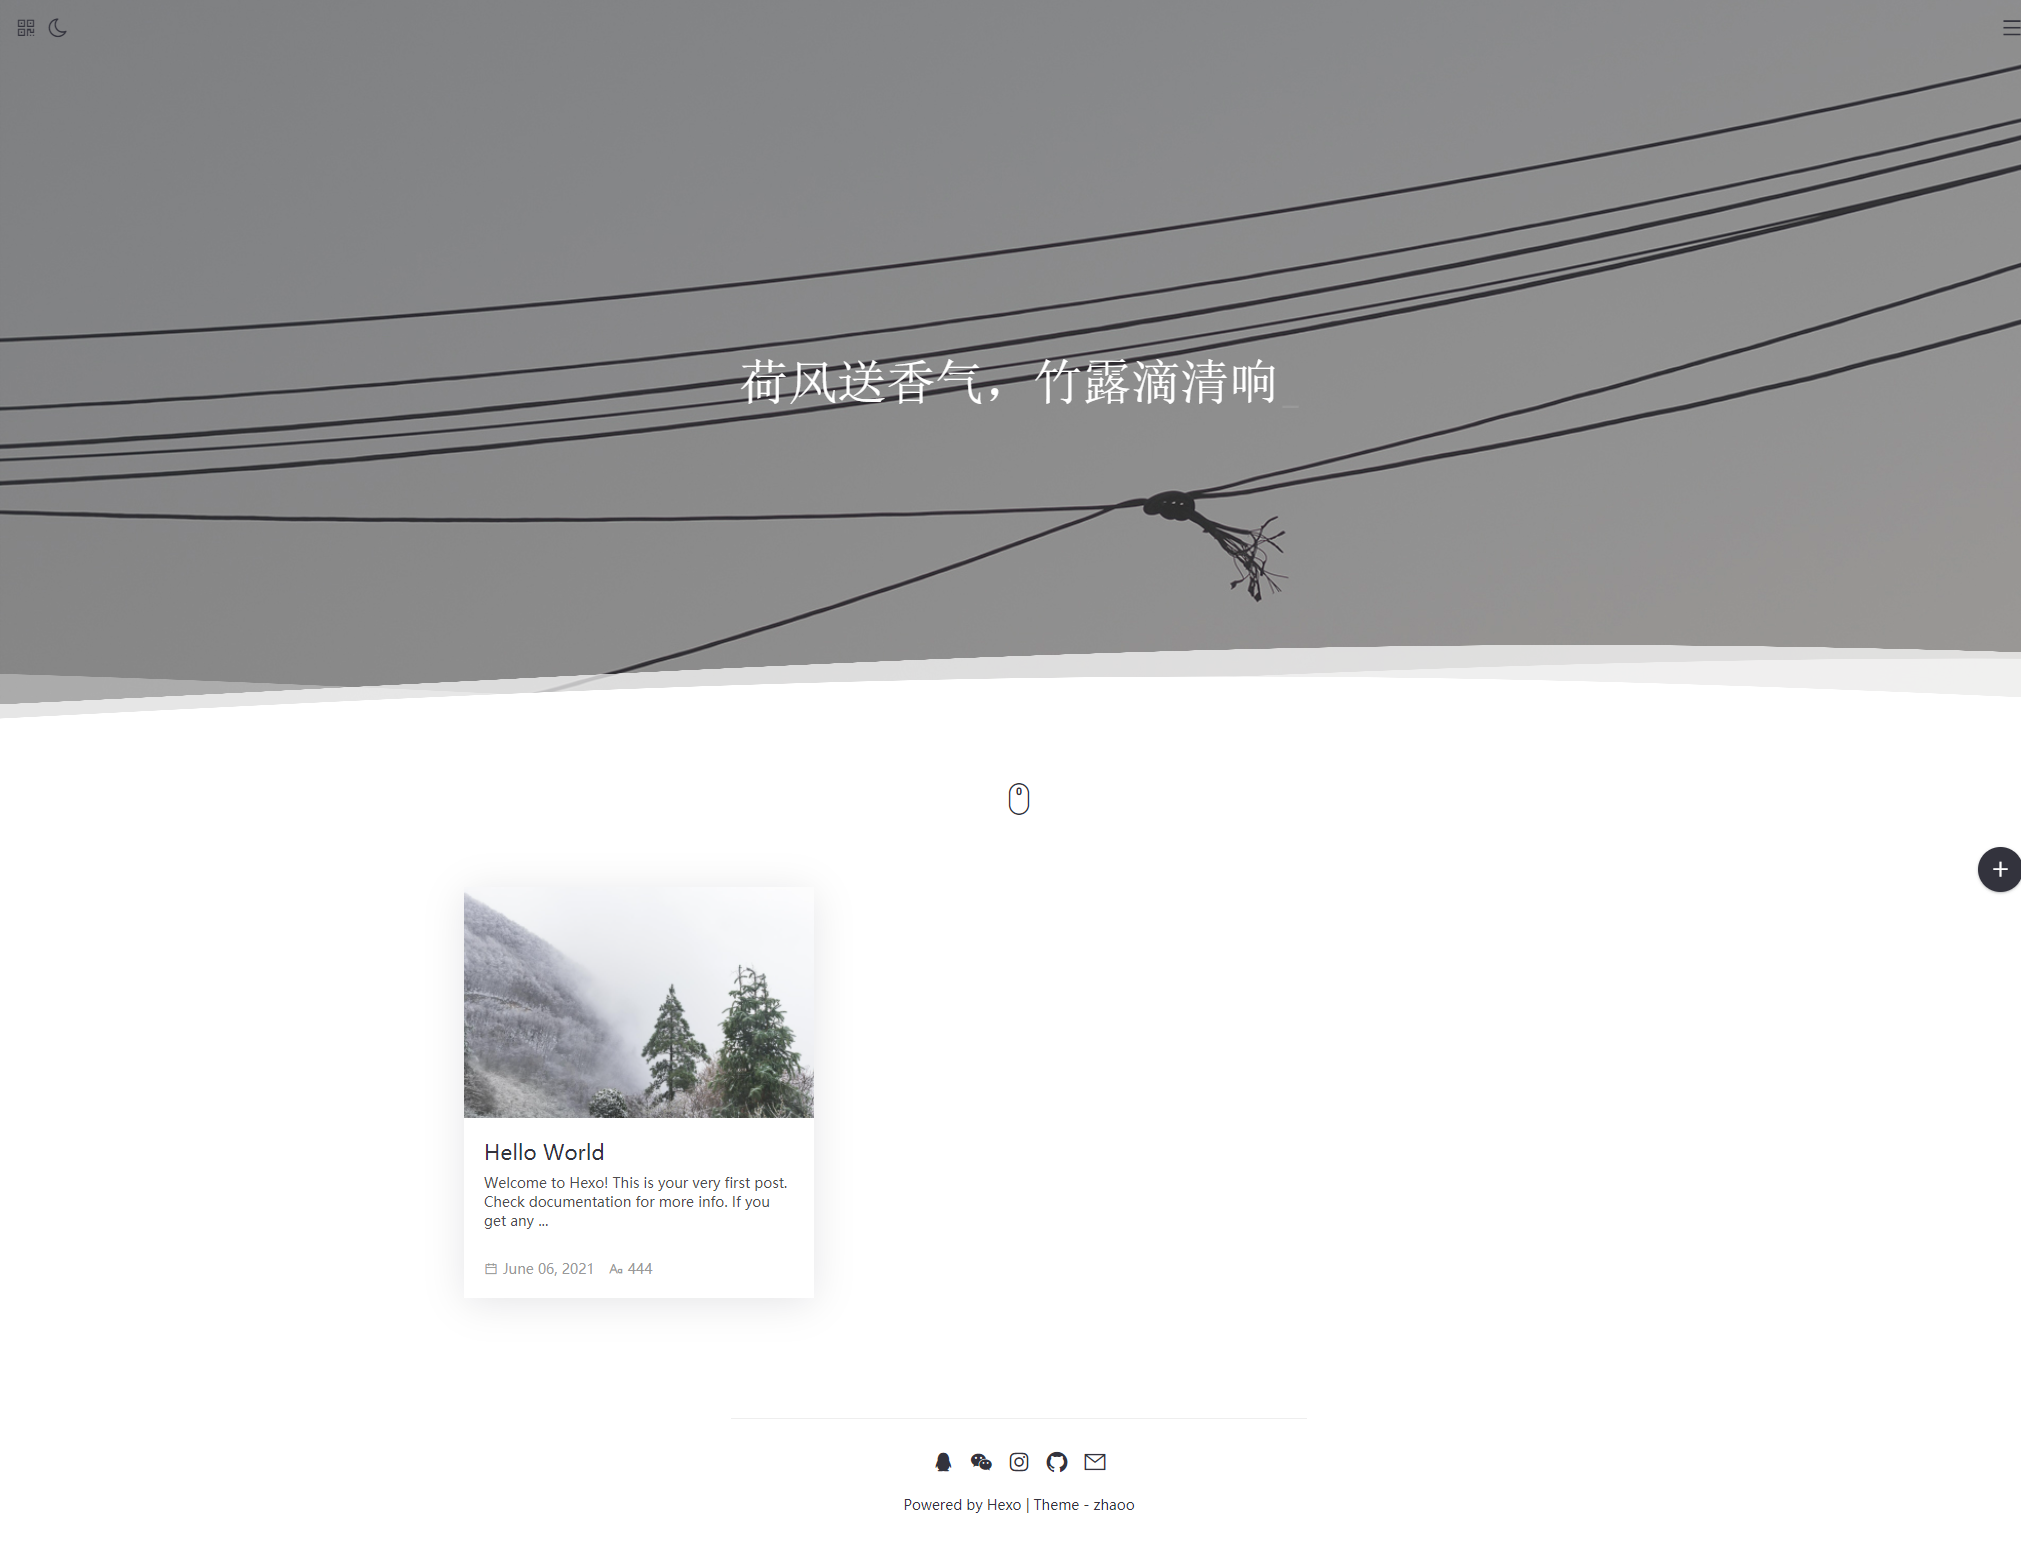 荷风送香气，竹露滴清响_
Hello World
Welcome to Hexo! This is your very first post.
Check documentation for more info. If you
get any ...
June 06, 2021 Aa 444
Powered by Hexo | Theme - zhaoo